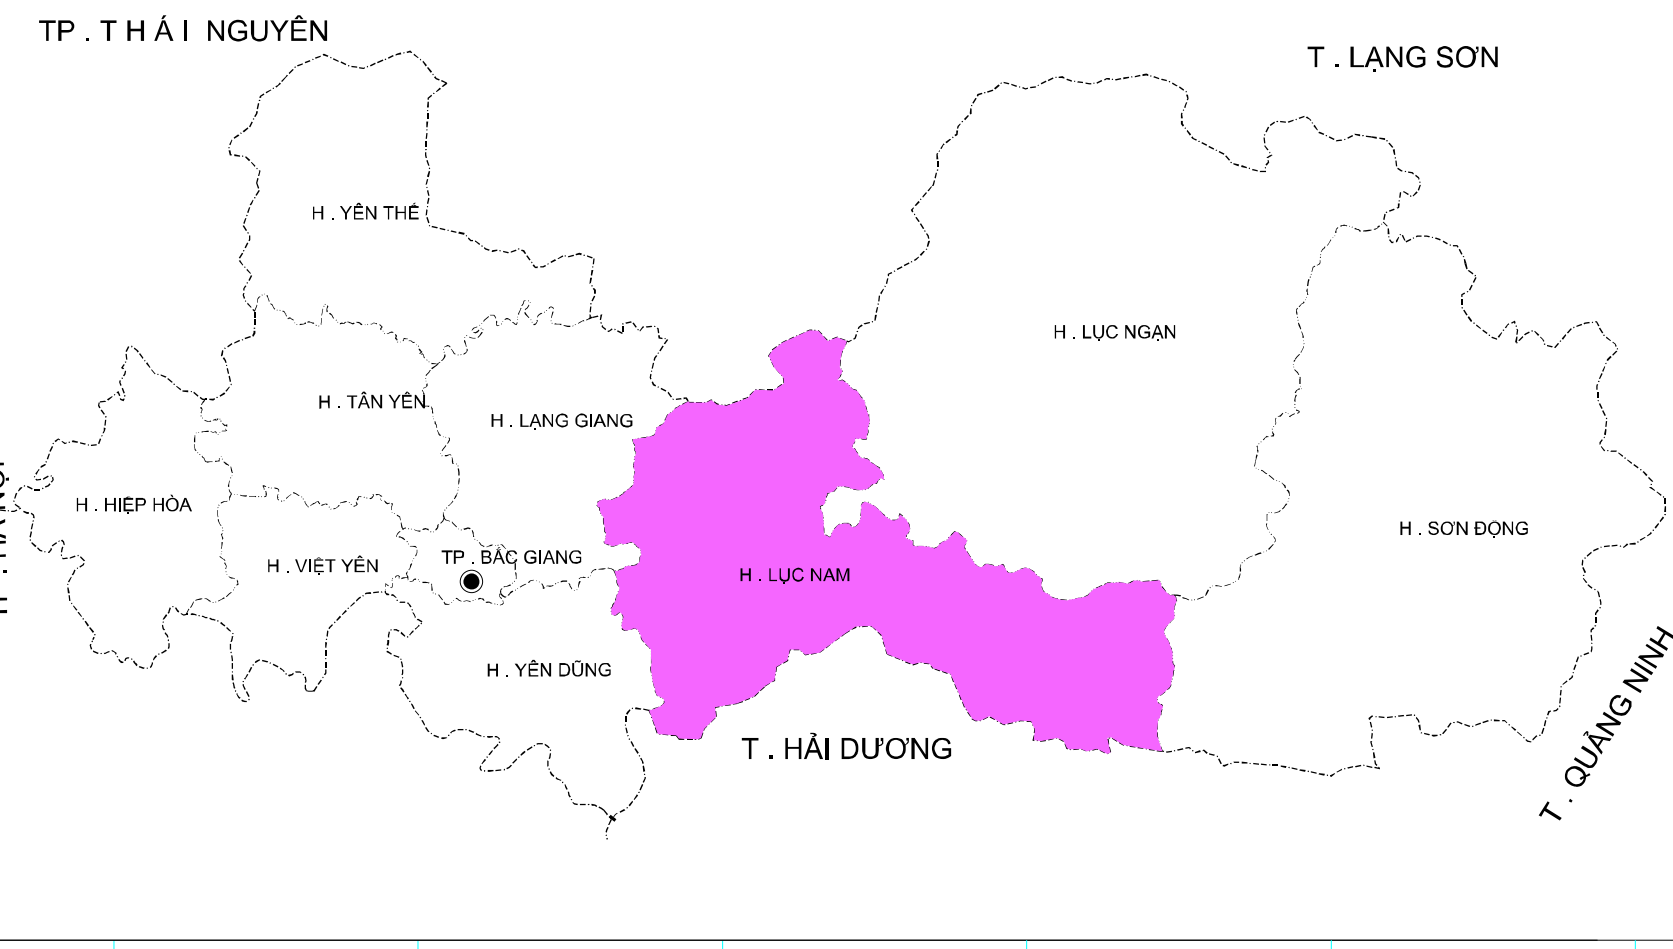 TP . T H Á I NGUYÊN
T . LẠNG SƠN
H . YÊN THẾ
H . LỤC NGẠN
H . TÂN YÊN
H . LẠNG GIANG
H . HIỆP HÒA
H . SƠN ĐỘNG
TP . BẮC GIANG
H . VIỆT YÊN
H . LỤC NAM
H . YÊN DŨNG
T . HẢI DƯƠNG
T . QUẢNG NINH